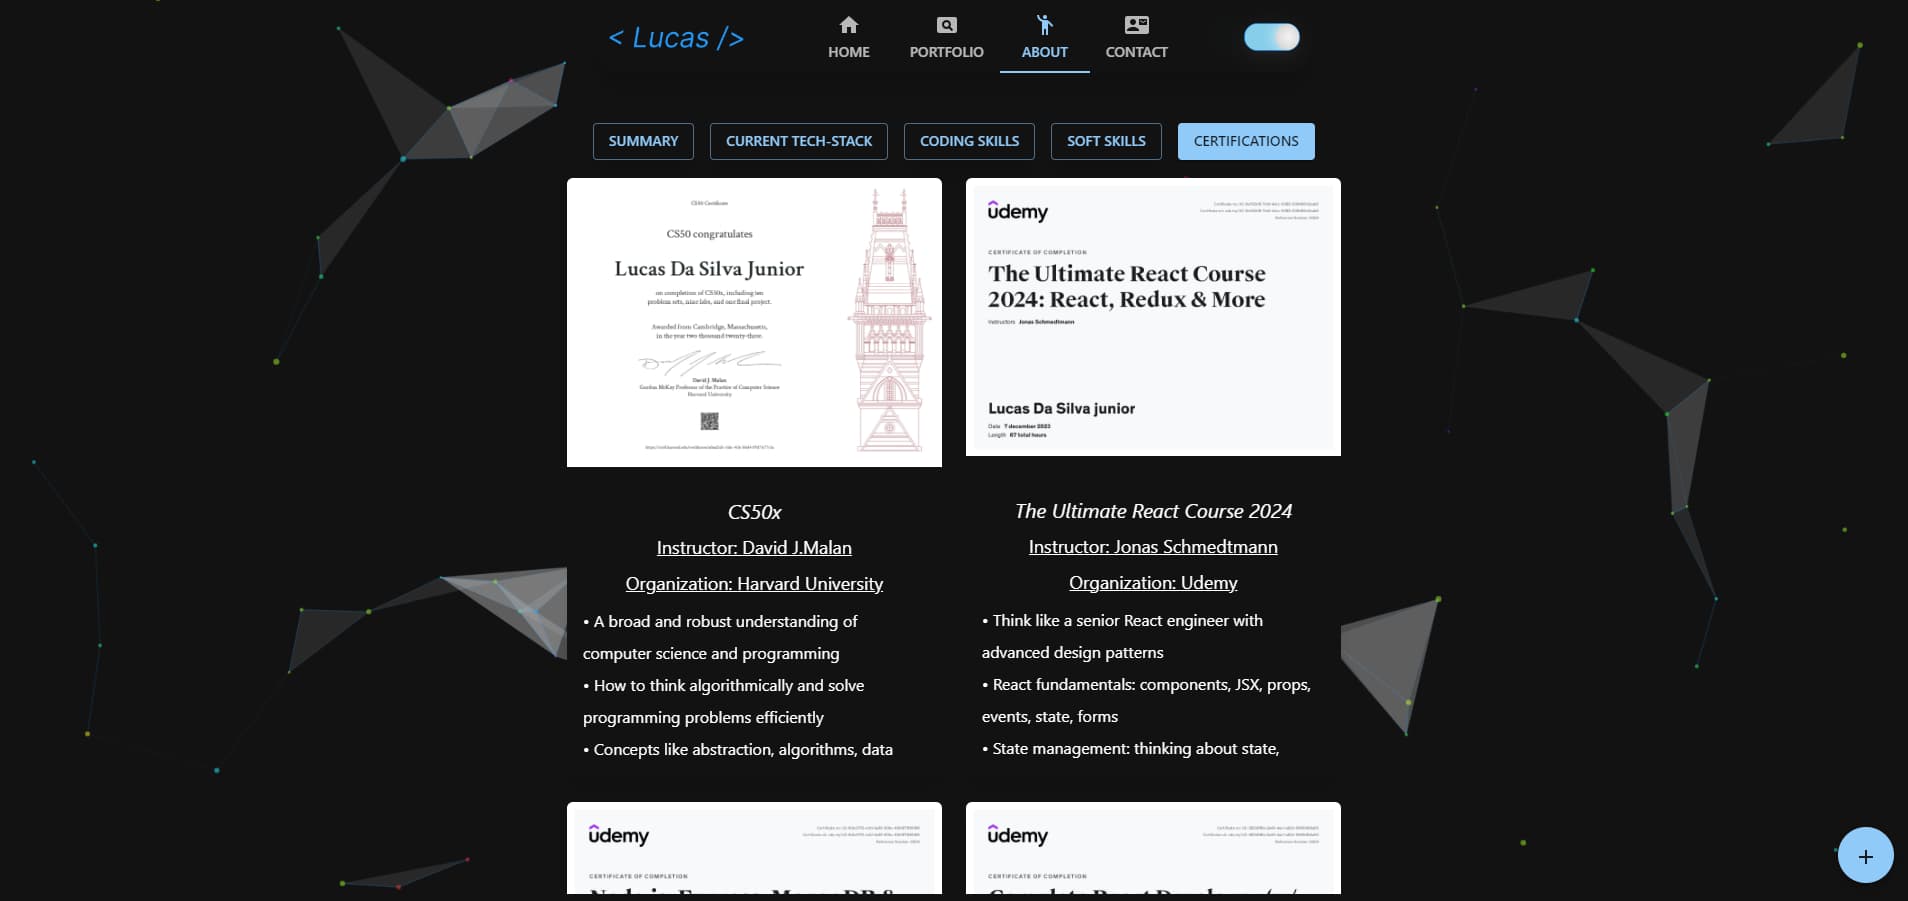 < Lucas />
HOME
PORTFOLIO
ABOUT
CONTACT
SUMMARY
CURRENT TECH-STACK
CODING SKILLS
SOFT SKILLS
CERTIFICATIONS
CS50 Certificate
CS50 congratulates
Lucas Da Silva Junior
on completion of CS50x, including ten
problem sets, nine labs, and one final project.
Awarded from Cambridge, Massachusetts,
in the year two thousand twenty-three.
David J. Malan
Gordon McKay Professor of the Practice of Computer Science
Harvard University
CS50x
Instructor: David J.Malan
Organization: Harvard University
• A broad and robust understanding of
computer science and programming
• How to think algorithmically and solve
programming problems efficiently
• Concepts like abstraction, algorithms, data
udemy
CERTIFICATE OF COMPLETION
The Ultimate React Course
2024: React, Redux & More
Instructors Jonas Schmedtmann
Lucas Da Silva junior
Date 7 december 2023
Length 67 total hours
The Ultimate React Course 2024
Instructor: Jonas Schmedtmann
Organization: Udemy
• Think like a senior React engineer with
advanced design patterns
• React fundamentals: components, JSX, props,
events, state, forms
• State management: thinking about state,
udemy
CERTIFICATE OF COMPLETION
udemy
CERTIFICATE OF COMPLETION
+